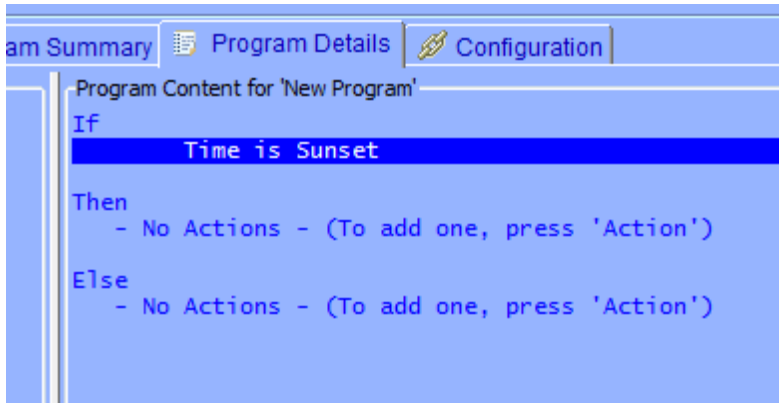 am Summary Program Details Configuration
Program Content for 'New Program'
If
Time is Sunset
Then
- No Actions - (To add one, press 'Action')
Else
- No Actions - (To add one, press 'Action')